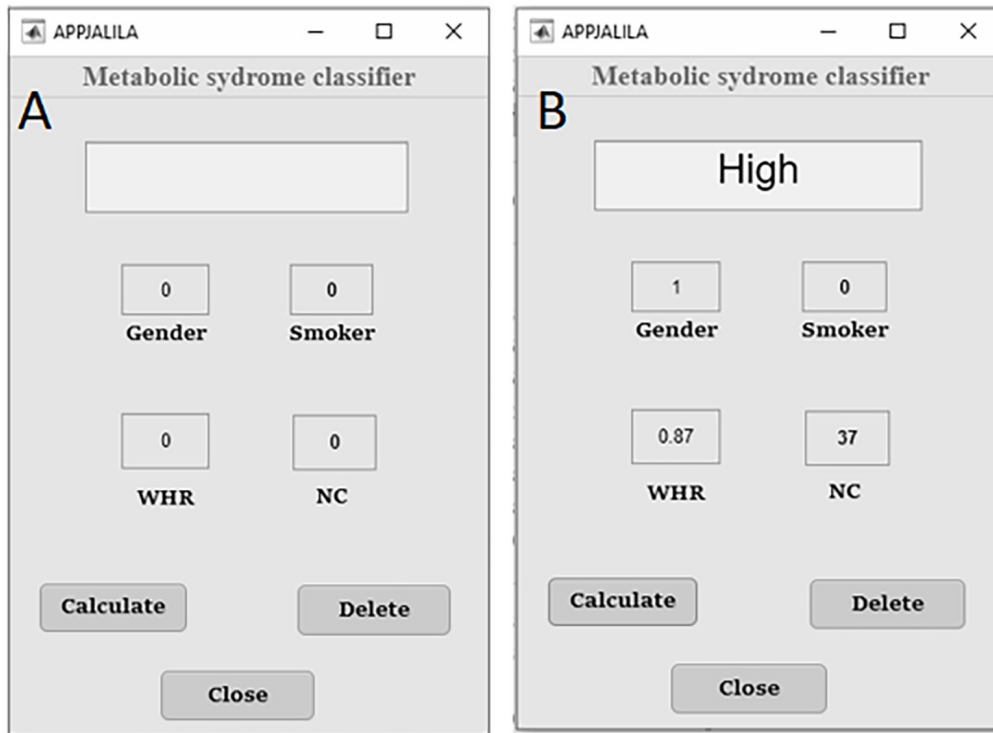 APPJALILA
Metabolic sydrome classifier
A
0 0
Gender Smoker
0 0
WHR NC
Calculate Delete
Close
APPJALILA
Metabolic sydrome classifier
B
High
1 0
Gender Smoker
0.87 37
WHR NC
Calculate Delete
Close